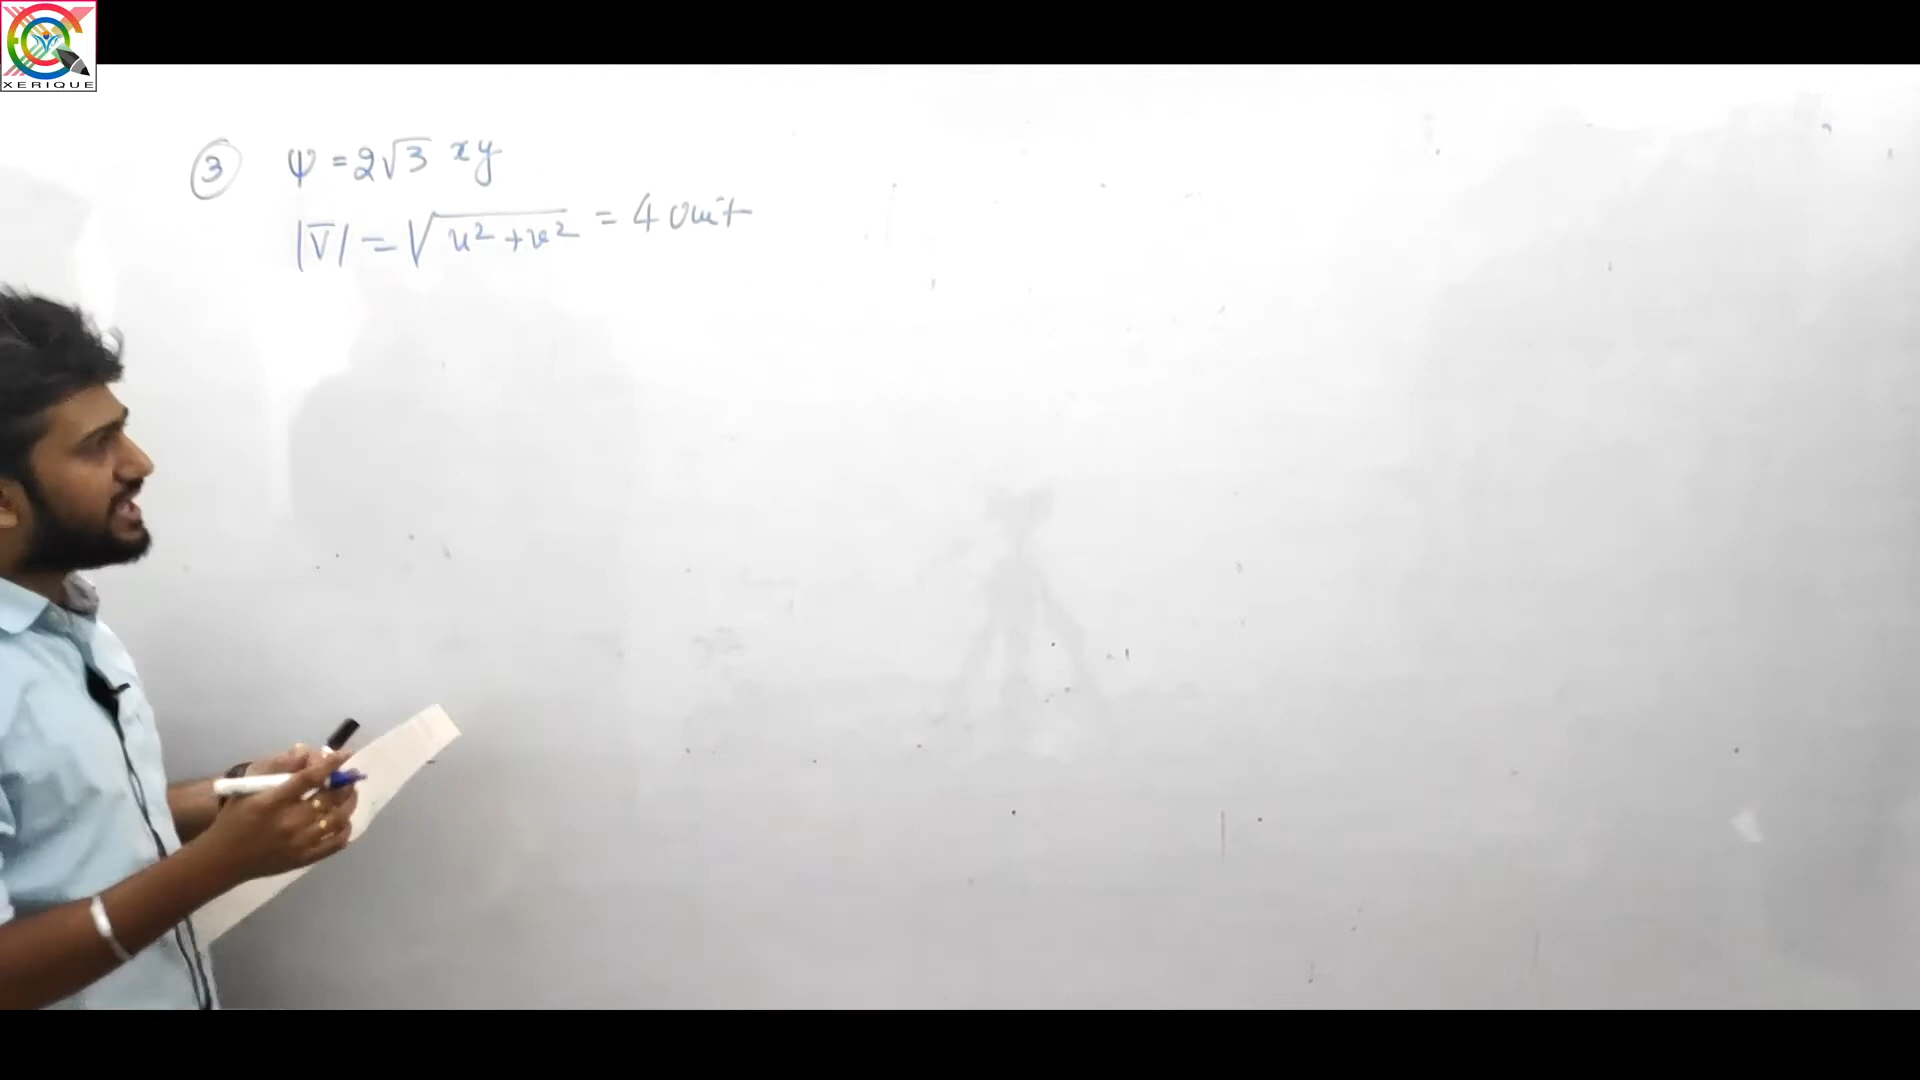 XERIQUE
③ ψ = 2√3 xy
|V̅| = √(u² + v²) = 4 Unit